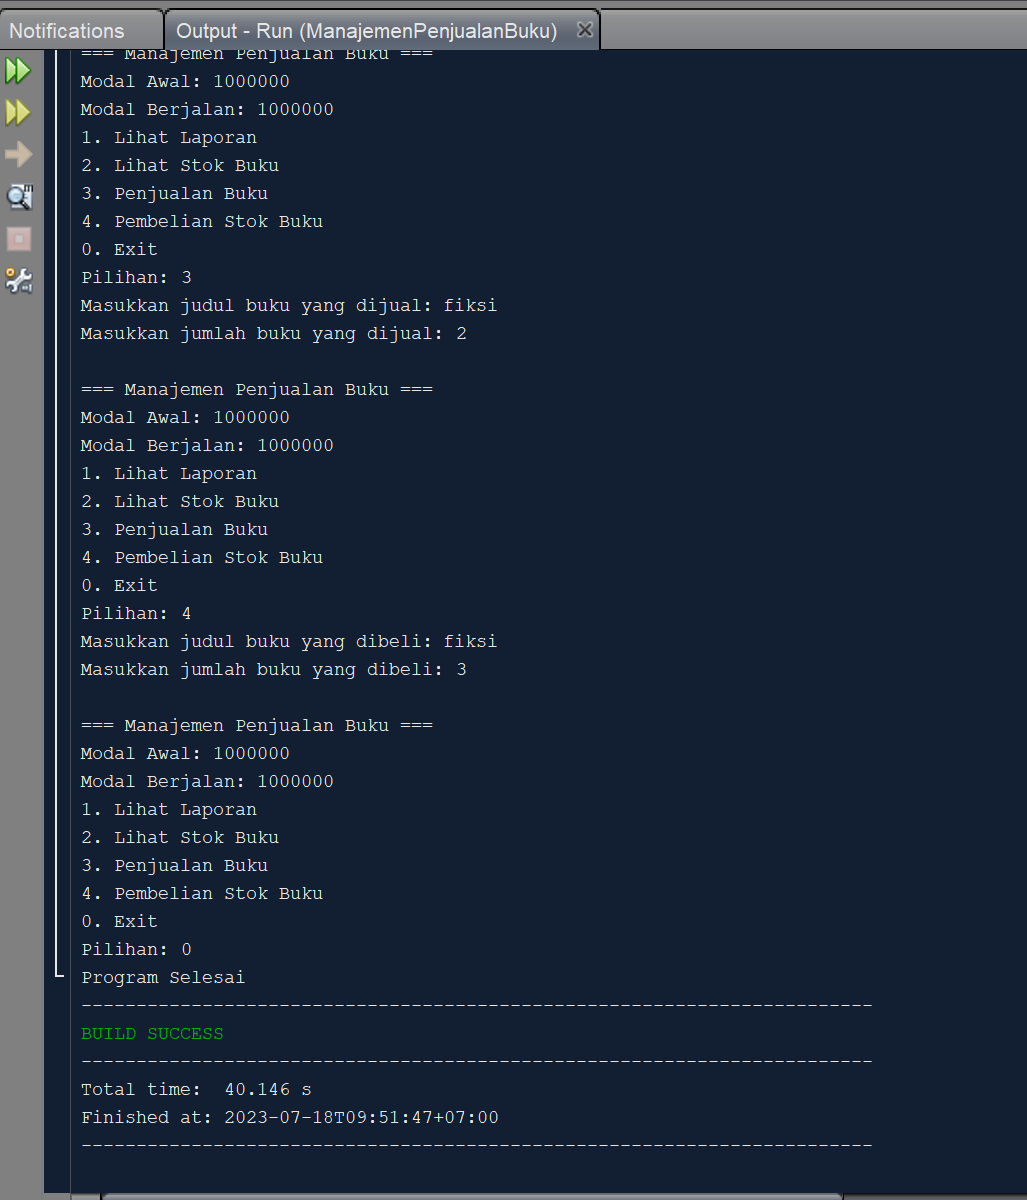 Notifications
Output - Run (ManajemenPenjualanBuku)
=== Manajemen Penjualan Buku ===
Modal Awal: 1000000
Modal Berjalan: 1000000
1. Lihat Laporan
2. Lihat Stok Buku
3. Penjualan Buku
4. Pembelian Stok Buku
0. Exit
Pilihan: 3
Masukkan judul buku yang dijual: fiksi
Masukkan jumlah buku yang dijual: 2

=== Manajemen Penjualan Buku ===
Modal Awal: 1000000
Modal Berjalan: 1000000
1. Lihat Laporan
2. Lihat Stok Buku
3. Penjualan Buku
4. Pembelian Stok Buku
0. Exit
Pilihan: 4
Masukkan judul buku yang dibeli: fiksi
Masukkan jumlah buku yang dibeli: 3

=== Manajemen Penjualan Buku ===
Modal Awal: 1000000
Modal Berjalan: 1000000
1. Lihat Laporan
2. Lihat Stok Buku
3. Penjualan Buku
4. Pembelian Stok Buku
0. Exit
Pilihan: 0
Program Selesai
------------------------------------------------------------------------
BUILD SUCCESS
------------------------------------------------------------------------
Total time:  40.146 s
Finished at: 2023-07-18T09:51:47+07:00
------------------------------------------------------------------------